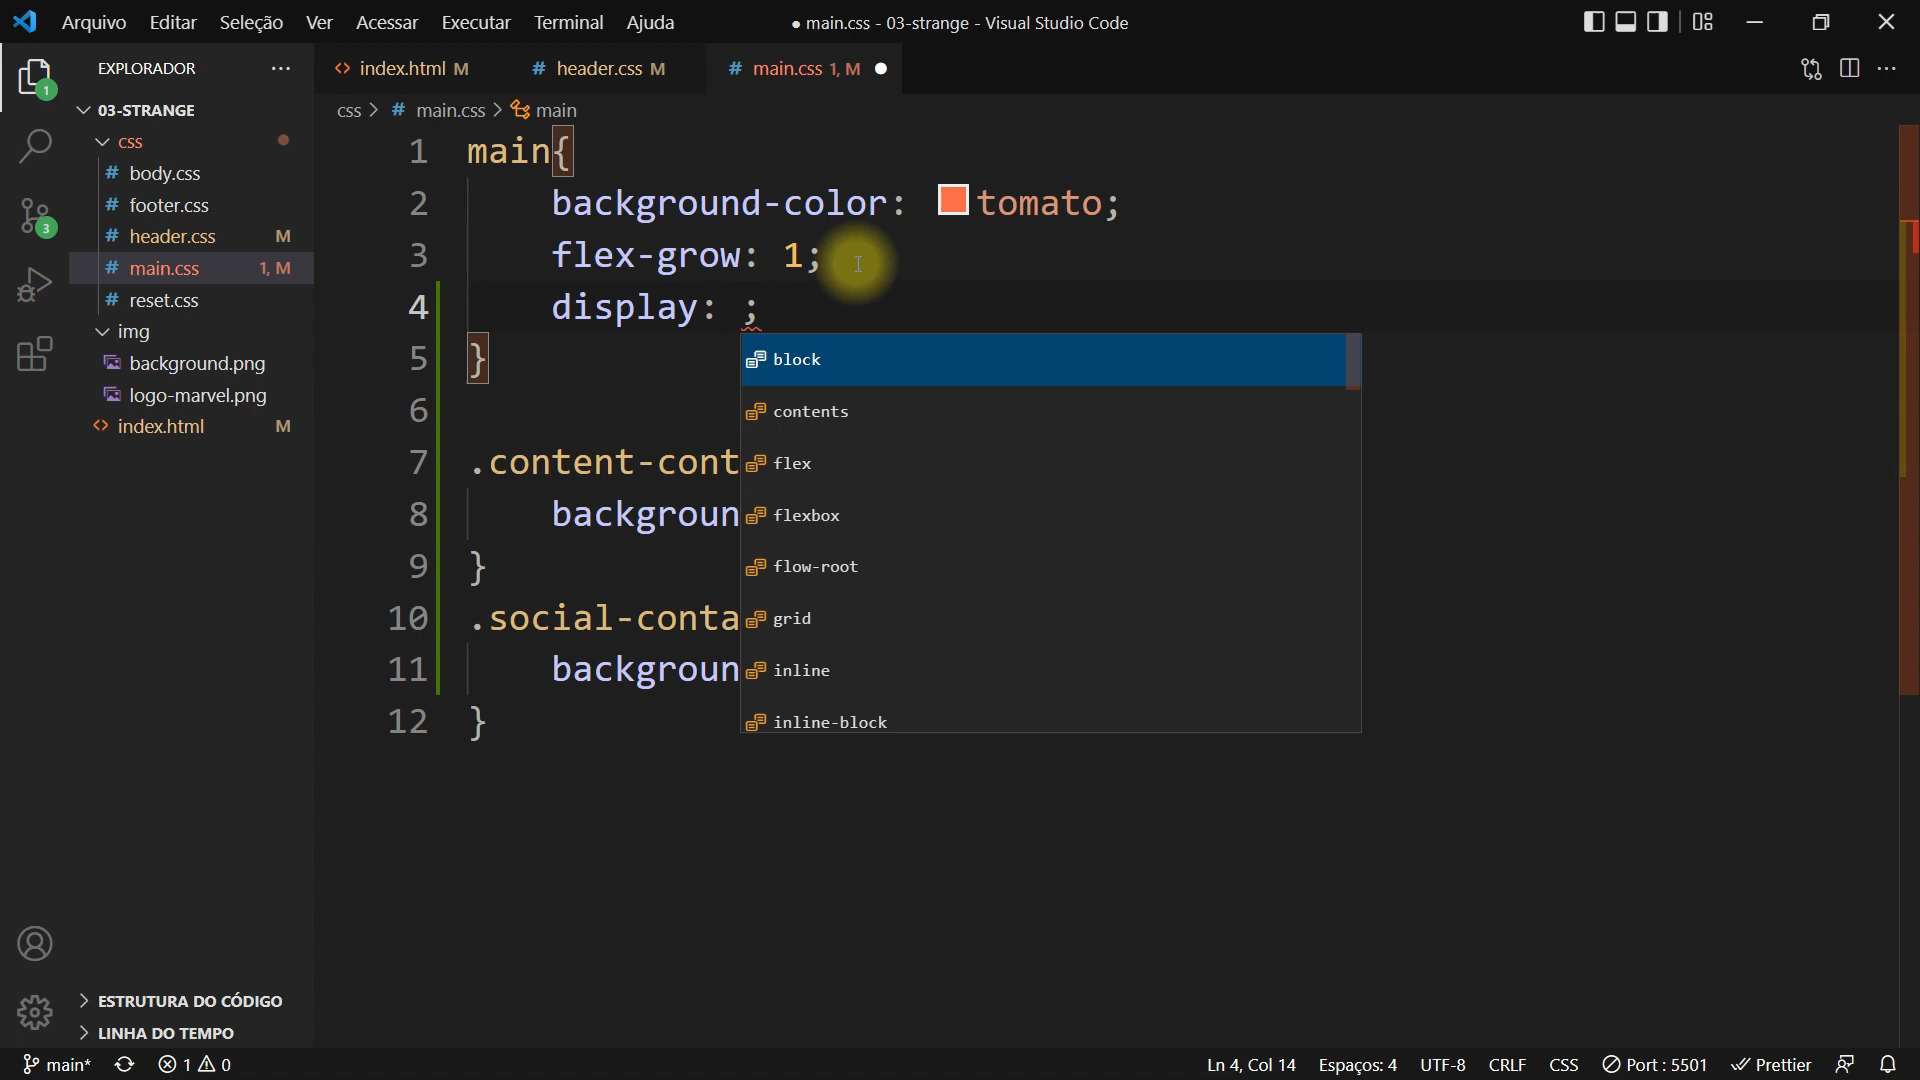 Arquivo Editar Seleção Ver Acessar Executar Terminal Ajuda
● main.css - 03-strange - Visual Studio Code
EXPLORADOR
1
3
03-STRANGE
css
# body.css
# footer.css
# header.css M
# main.css 1, M
# reset.css
img
background.png
logo-marvel.png
<> index.html M
ESTRUTURA DO CÓDIGO
LINHA DO TEMPO
<> index.html M # header.css M # main.css 1, M ●
css > # main.css > main
1 main{
2 background-color: tomato;
3 flex-grow: 1;
4 display: ;
5 }
6
7 .content-cont
8 backgroun
9 }
10 .social-conta
11 backgroun
12 }
block
contents
flex
flexbox
flow-root
grid
inline
inline-block
main* 1 0 Ln 4, Col 14 Espaços: 4 UTF-8 CRLF CSS Port : 5501 Prettier